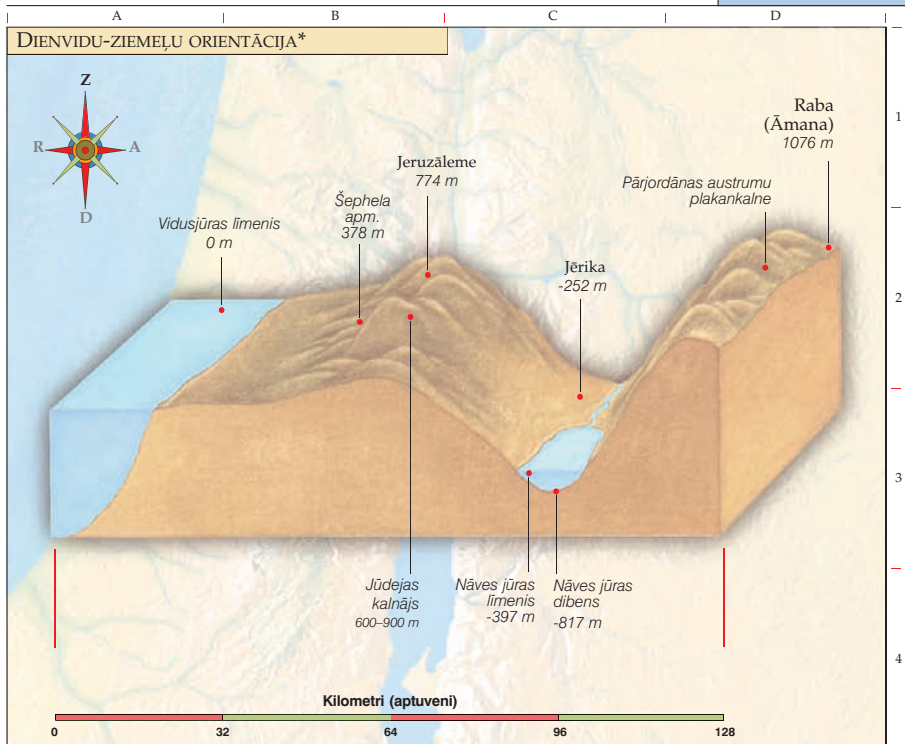 A B C D
DIENVIDU-ZIEMEĻU ORIENTĀCIJA*
Z
R A
D
1
2
3
4
Raba
(Āmana)
1076 m
Jeruzāleme
774 m
Pārjordānas austrumu
plakankalne
Šephela
apm.
378 m
Vidusjūras līmenis
0 m
Jērika
-252 m
Jūdejas
kalnājs
600–900 m
Nāves jūras
līmenis
-397 m
Nāves jūras
dibens
-817 m
Kilometri (aptuveni)
0 32 64 96 128